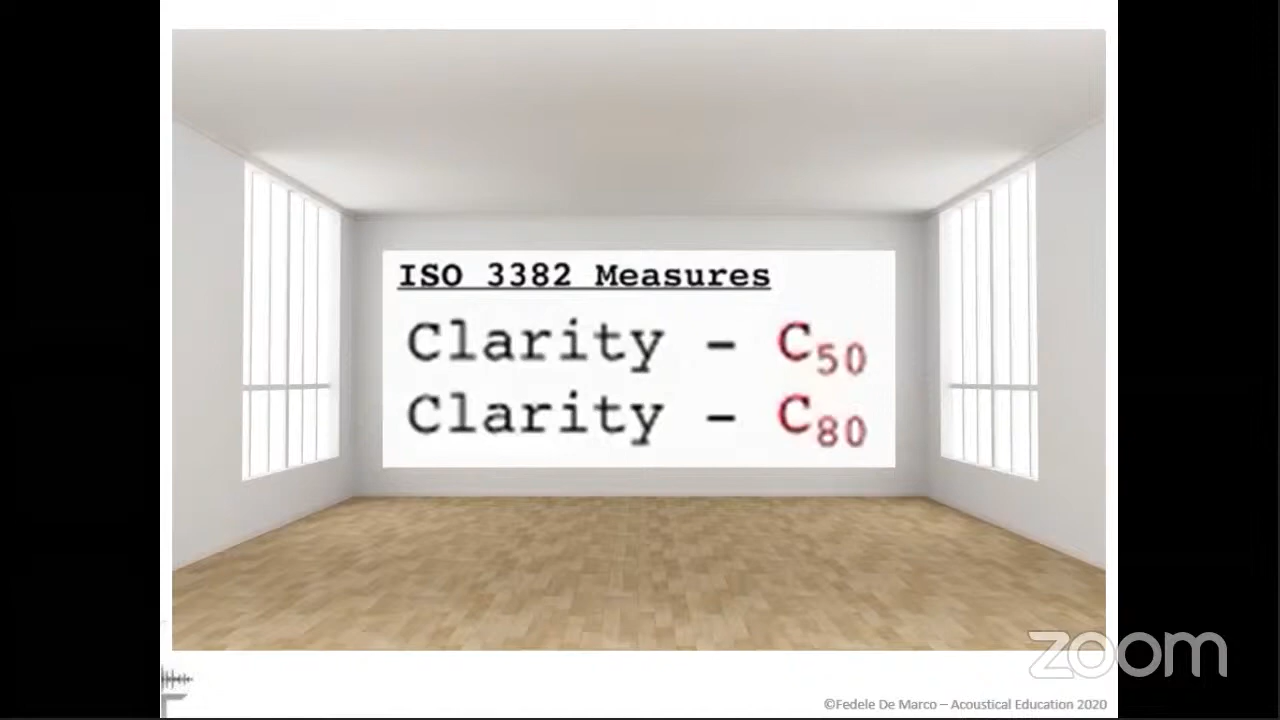 ISO 3382 Measures
Clarity - C₅₀
Clarity - C₈₀
zoom
©Fedele De Marco – Acoustical Education 2020